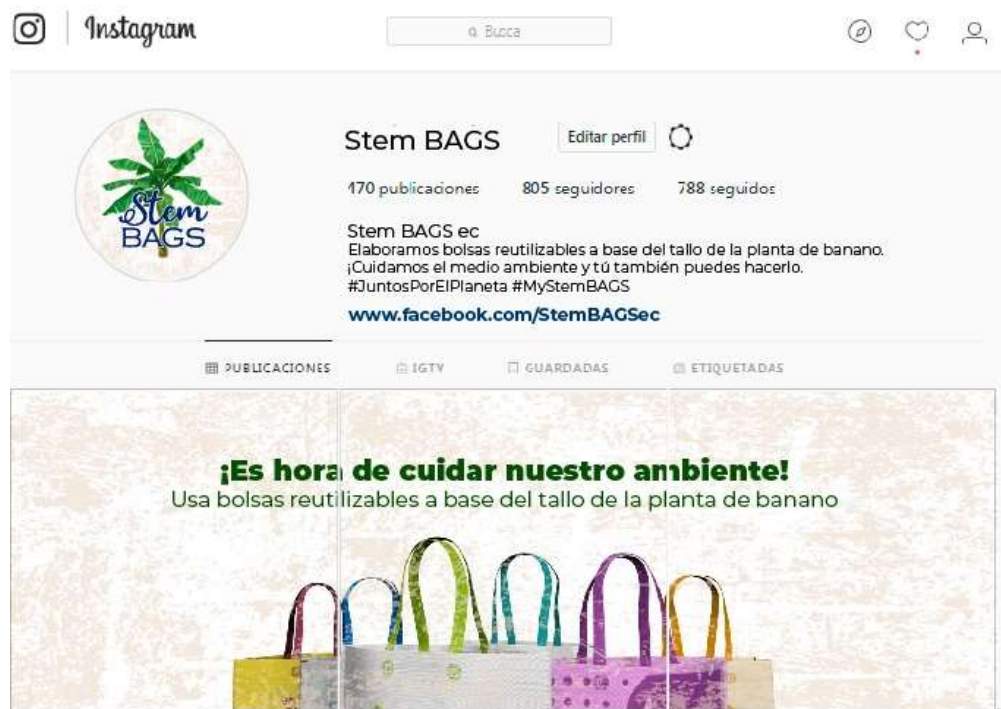 Instagram
Busca
Stem BAGS
Editar perfil
170 publicaciones 805 seguidores 788 seguidos
Stem
BAGS
Stem BAGS ec
Elaboramos bolsas reutilizables a base del tallo de la planta de banano.
¡Cuidamos el medio ambiente y tú también puedes hacerlo.
#JuntosPorElPlaneta #MyStemBAGS
www.facebook.com/StemBAGSec
PUBLICACIONES IGTV GUARDADAS ETIQUETADAS
¡Es hora de cuidar nuestro ambiente!
Usa bolsas reutilizables a base del tallo de la planta de banano